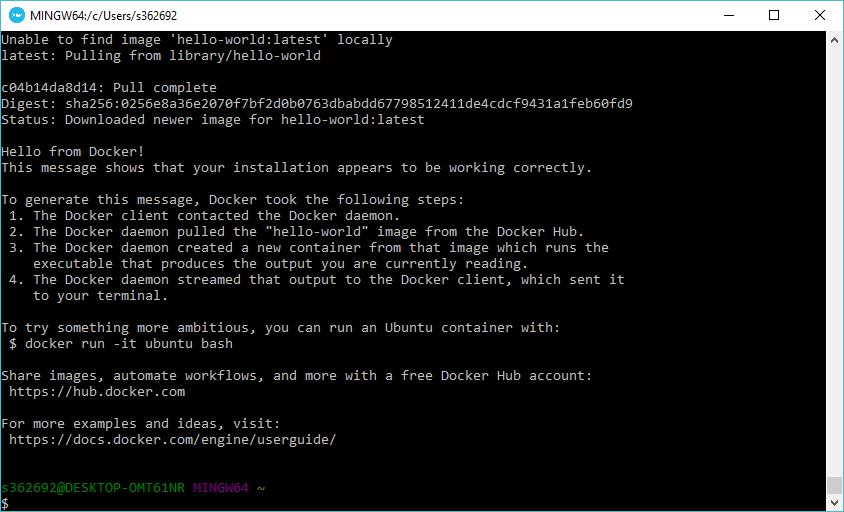 MINGW64:/c/Users/s362692
Unable to find image 'hello-world:latest' locally
latest: Pulling from library/hello-world
c04b14da8d14: Pull complete
Digest: sha256:0256e8a36e2070f7bf2d0b0763dbabdd67798512411de4cdcf9431a1feb60fd9
Status: Downloaded newer image for hello-world:latest
Hello from Docker!
This message shows that your installation appears to be working correctly.
To generate this message, Docker took the following steps:
1. The Docker client contacted the Docker daemon.
2. The Docker daemon pulled the "hello-world" image from the Docker Hub.
3. The Docker daemon created a new container from that image which runs the
executable that produces the output you are currently reading.
4. The Docker daemon streamed that output to the Docker client, which sent it
to your terminal.
To try something more ambitious, you can run an Ubuntu container with:
$ docker run -it ubuntu bash
Share images, automate workflows, and more with a free Docker Hub account:
https://hub.docker.com
For more examples and ideas, visit:
https://docs.docker.com/engine/userguide/
s362692@DESKTOP-OMT61NR MINGW64 ~
$